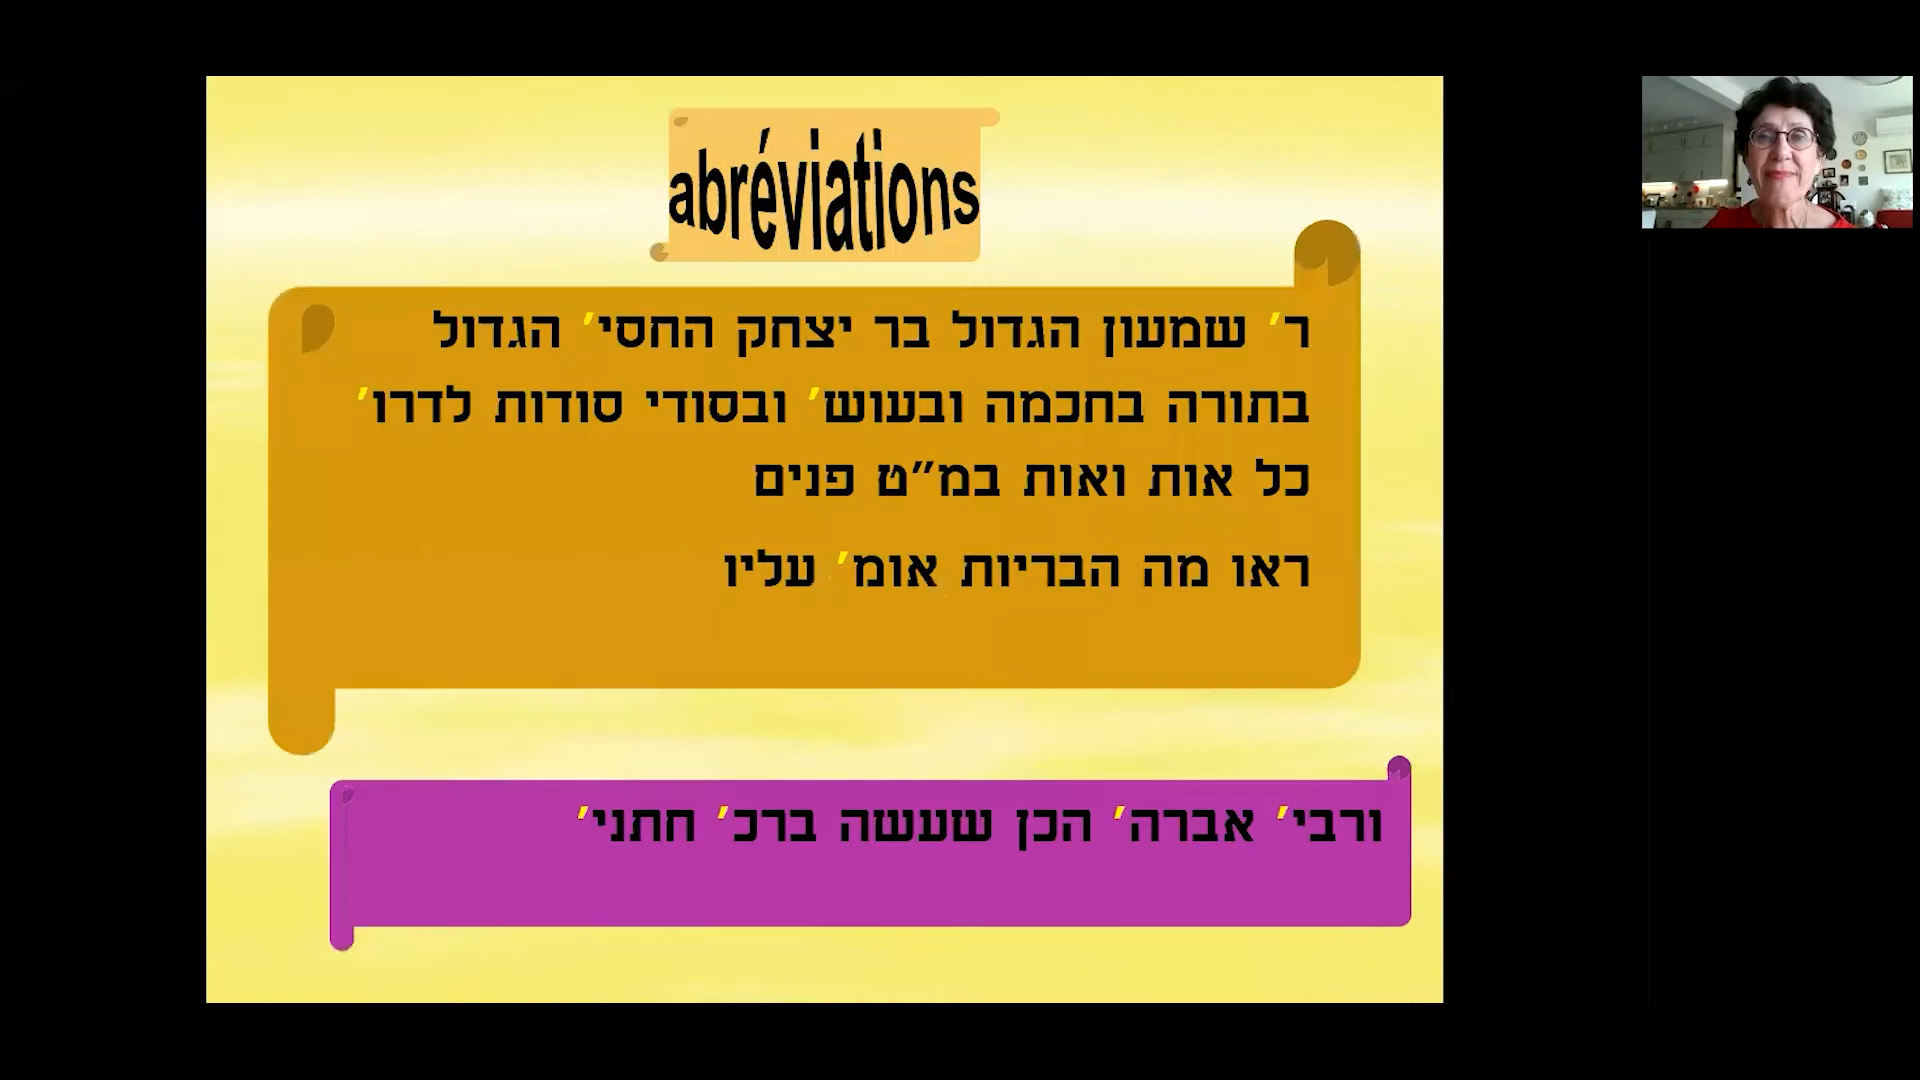 abréviations
ר' שמעון הגדול בר יצחק החסי' הגדול
בתורה בחכמה ובעוש' ובסודי סודות לדרו'
כל אות ואות במ"ט פנים
ראו מה הבריות אומ' עליו
ורבי' אברה' הכן שעשה ברכ' חתני'